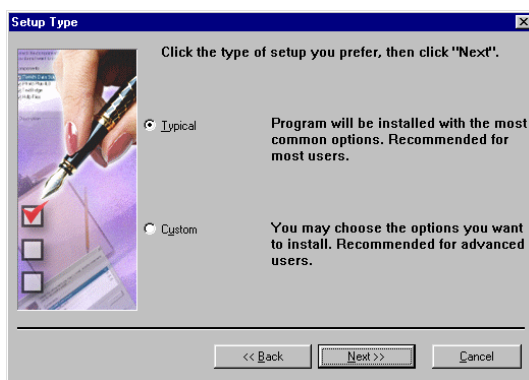 Setup Type
Click the type of setup you prefer, then click "Next".
Typical
Program will be installed with the most
common options. Recommended for
most users.
Custom
You may choose the options you want
to install. Recommended for advanced
users.
<< Back
Next >>
Cancel